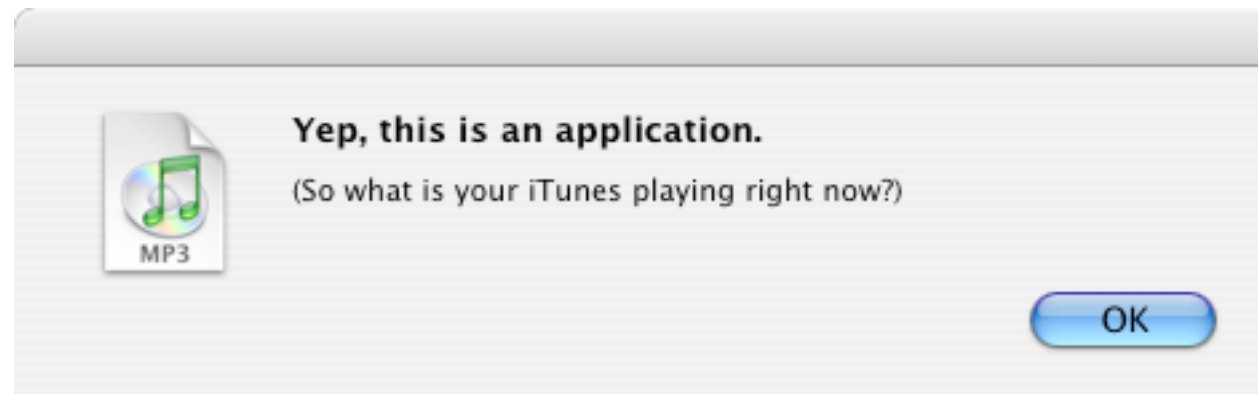 Yep, this is an application.
(So what is your iTunes playing right now?)
MP3
OK